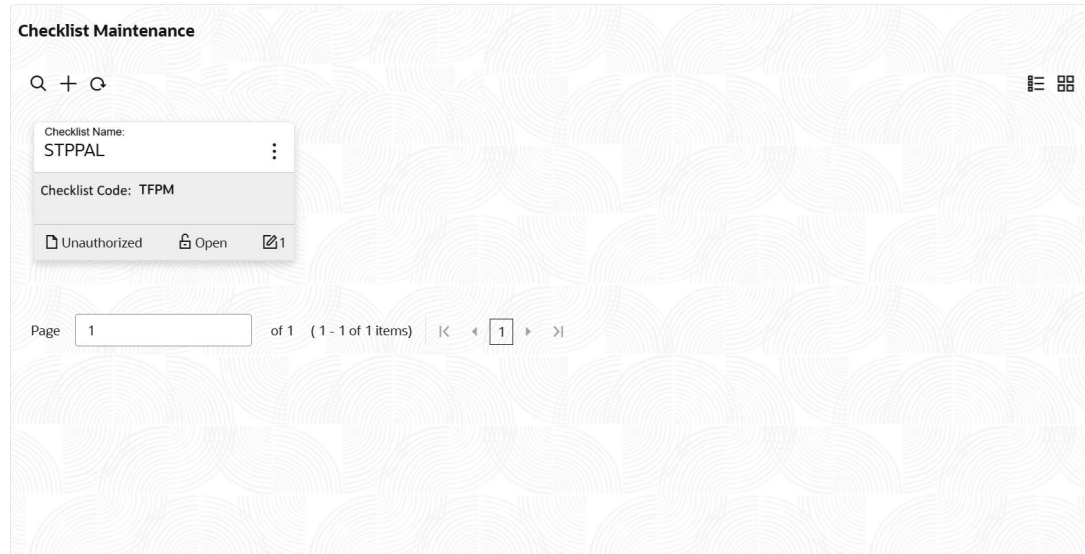 Checklist Maintenance
Checklist Name:
STPPAL
Checklist Code: TFPM
Unauthorized Open 1
Page 1 of 1 ( 1 - 1 of 1 items) 1